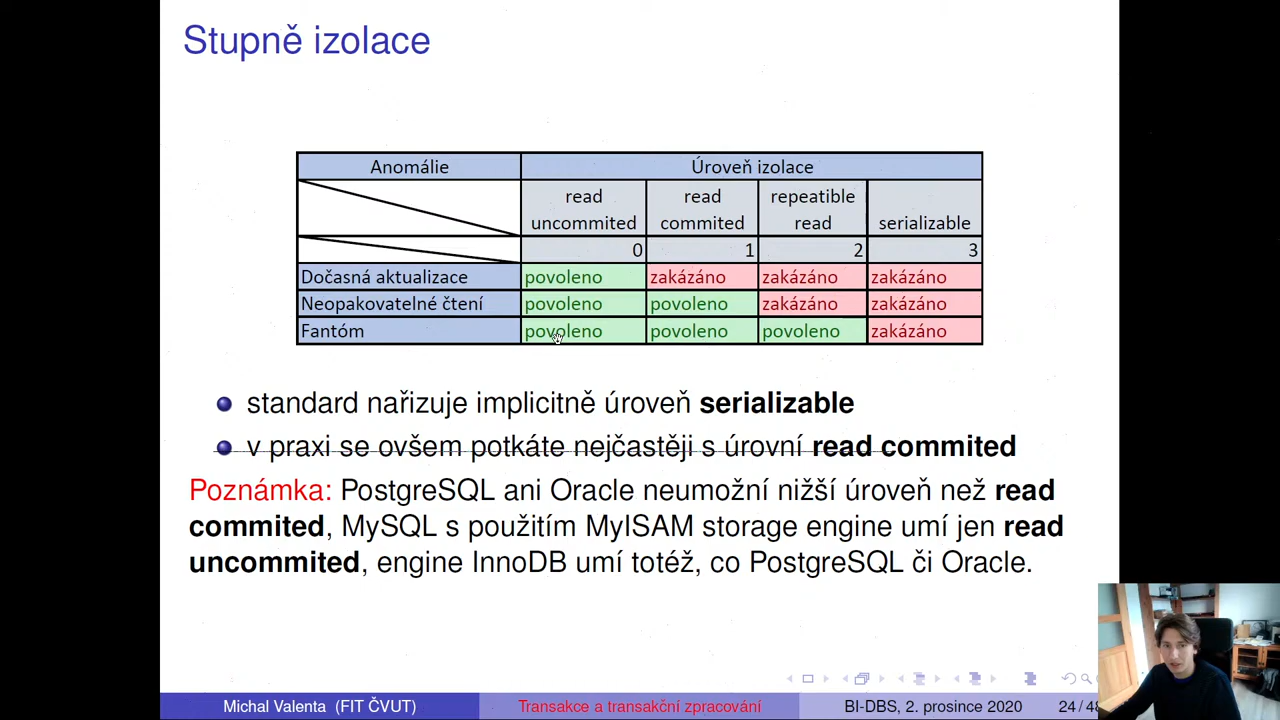 Stupně izolace
Anomálie Úroveň izolace
read uncommited read commited repeatible read serializable
0 1 2 3
Dočasná aktualizace povoleno zakázáno zakázáno zakázáno
Neopakovatelné čtení povoleno povoleno zakázáno zakázáno
Fantóm povoleno povoleno povoleno zakázáno
standard nařizuje implicitně úroveň serializable
v praxi se ovšem potkáte nejčastěji s úrovní read commited
Poznámka: PostgreSQL ani Oracle neumožní nižší úroveň než read
commited, MySQL s použitím MyISAM storage engine umí jen read
uncommited, engine InnoDB umí totéž, co PostgreSQL či Oracle.
Michal Valenta (FIT ČVUT) Transakce a transakční zpracování BI-DBS, 2. prosince 2020 24 / 48